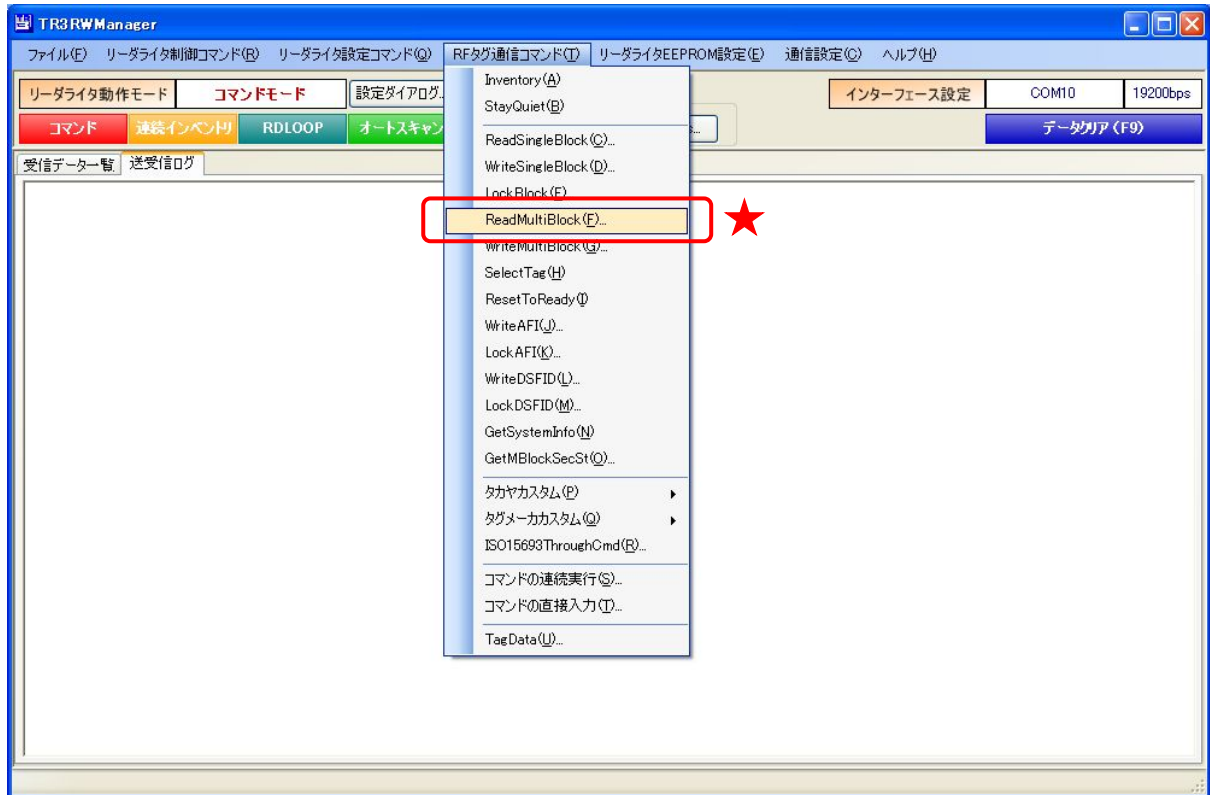 TR3RWManager
ファイル(F) リーダライタ制御コマンド(R) リーダライタ設定コマンド(Q) RFタグ通信コマンド(T) リーダライタEEPROM設定(E) 通信設定(C) ヘルプ(H)
リーダライタ動作モード コマンドモード 設定ダイアログ インターフェース設定 COM10 19200bps
コマンド 連続インベントリ RDLOOP オートスキャン データクリア(F9)
受信データ一覧 送受信ログ
Inventory(A)
StayQuiet(B)
ReadSingleBlock(C)...
WriteSingleBlock(D)...
LockBlock(E)
ReadMultiBlock(F)...
WriteMultiBlock(G)...
SelectTag(H)
ResetToReady(I)
WriteAFI(J)...
LockAFI(K)...
WriteDSFID(L)...
LockDSFID(M)...
GetSystemInfo(N)
GetMBlockSecSt(O)...
タカヤカスタム(P)
タグメーカカスタム(Q)
ISO15693ThroughCmd(R)...
コマンドの連続実行(S)...
コマンドの直接入力(T)...
TagData(U)...